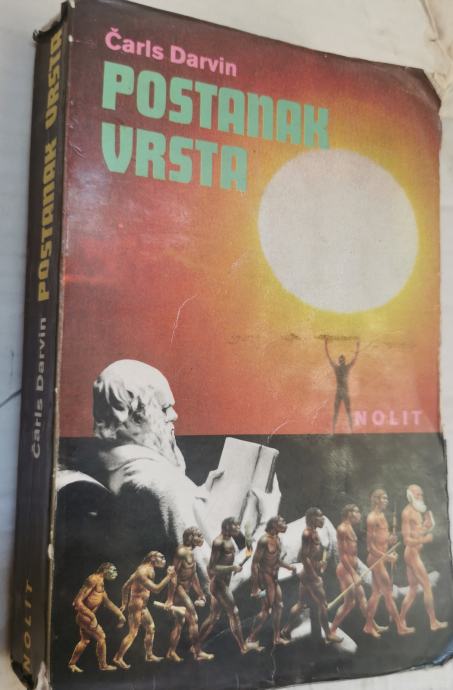 Čarls Darvin
POSTANAK
VRSTA
NOLIT
Čarls Darvin POSTANAK VRSTA
NOLIT